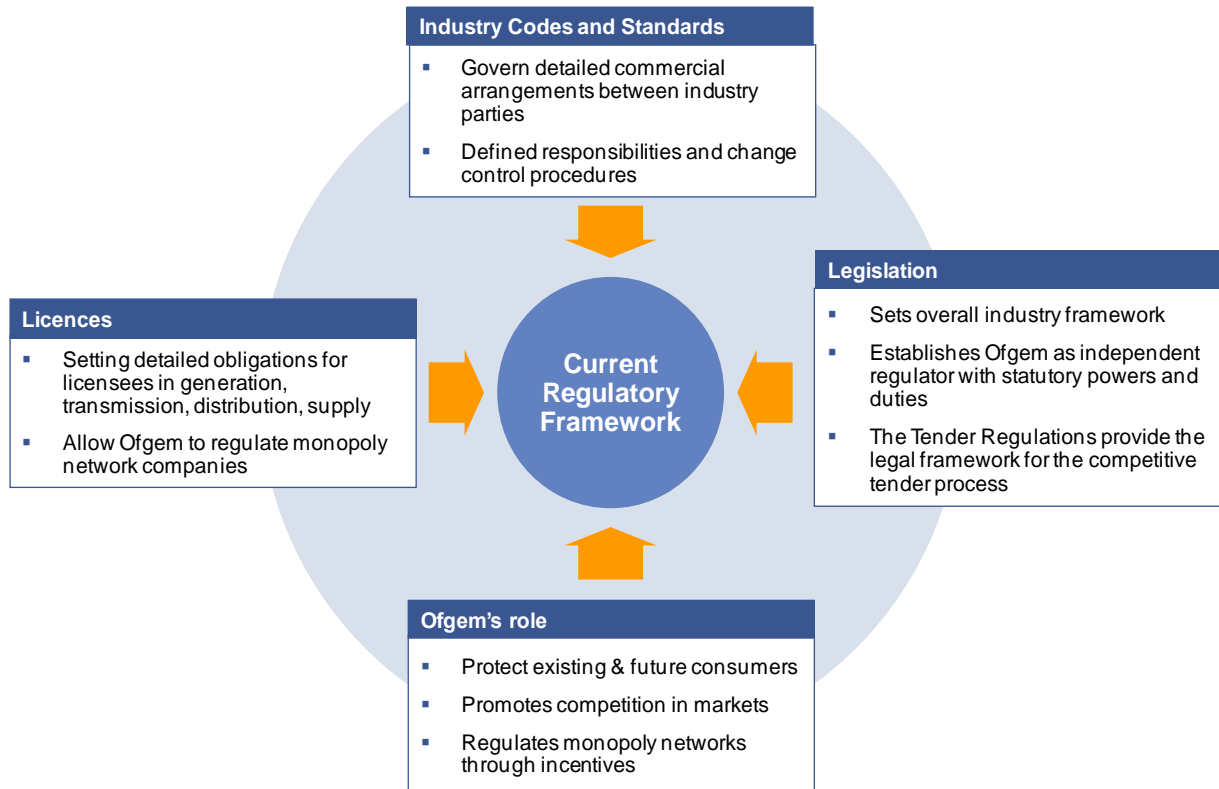 Industry Codes and Standards
▪ Govern detailed commercial
arrangements between industry
parties
▪ Defined responsibilities and change
control procedures
Licences
▪ Setting detailed obligations for
licensees in generation,
transmission, distribution, supply
▪ Allow Ofgem to regulate monopoly
network companies
Current
Regulatory
Framework
Legislation
▪ Sets overall industry framework
▪ Establishes Ofgem as independent
regulator with statutory powers and
duties
▪ The Tender Regulations provide the
legal framework for the competitive
tender process
Ofgem’s role
▪ Protect existing & future consumers
▪ Promotes competition in markets
▪ Regulates monopoly networks
through incentives